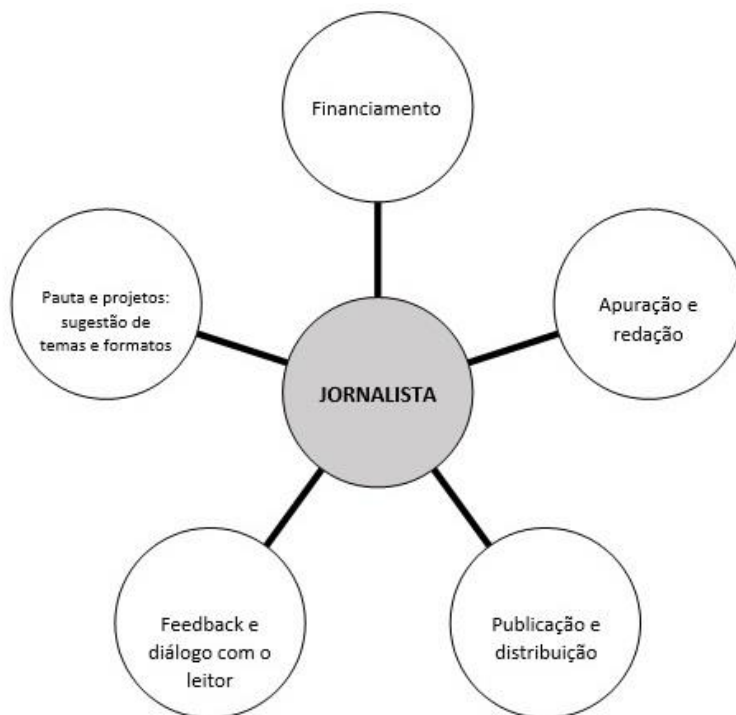 Financiamento
Pauta e projetos:
sugestão de
temas e formatos
Apuração e
redação
JORNALISTA
Feedback e
diálogo com o
leitor
Publicação e
distribuição